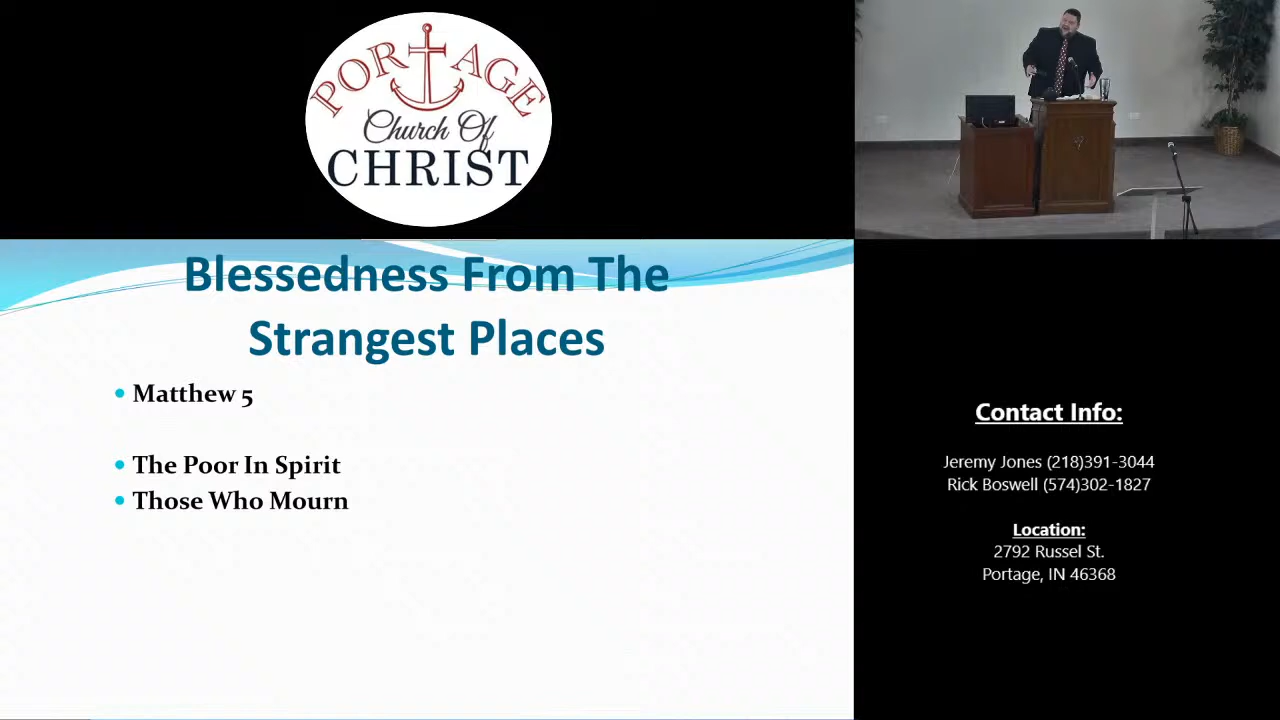 PORTAGE
Church Of
CHRIST
Blessedness From The
Strangest Places
• Matthew 5
• The Poor In Spirit
• Those Who Mourn
Contact Info:
Jeremy Jones (218)391-3044
Rick Boswell (574)302-1827
Location:
2792 Russel St.
Portage, IN 46368